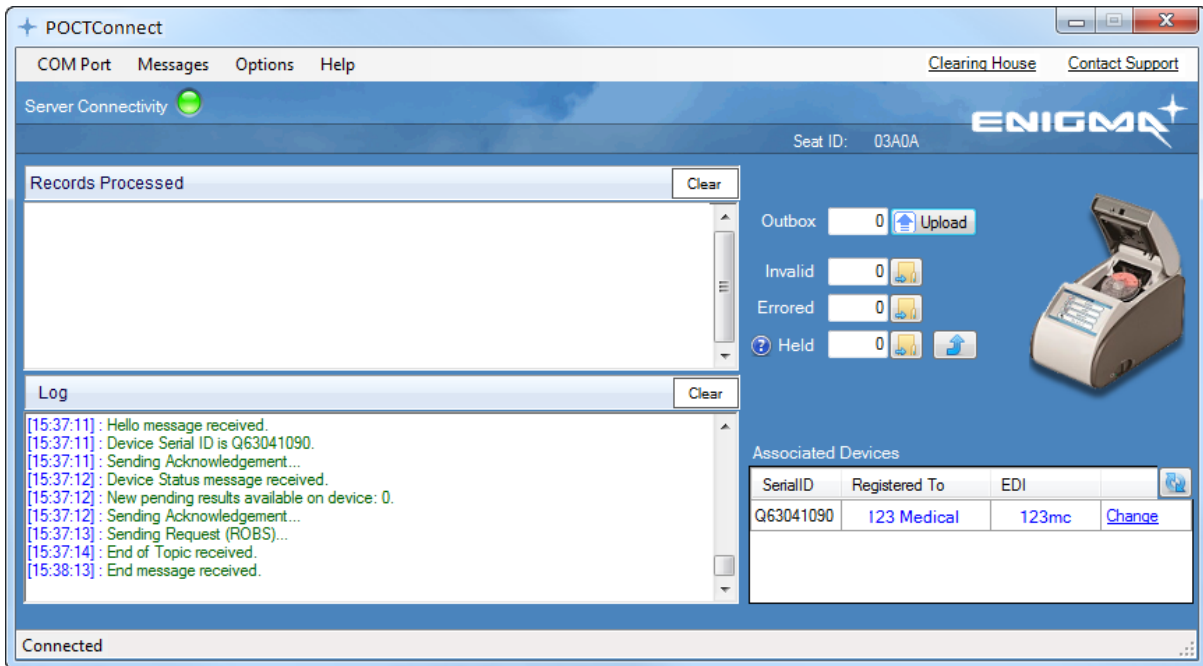 POCTConnect
COM Port Messages Options Help Clearing House Contact Support
Server Connectivity
ENIGMA
Seat ID: 03A0A
Records Processed Clear
Outbox 0 Upload
Invalid 0
Errored 0
? Held 0
Log Clear
[15:37:11] : Hello message received.
[15:37:11] : Device Serial ID is Q63041090.
[15:37:11] : Sending Acknowledgement...
[15:37:12] : Device Status message received.
[15:37:12] : New pending results available on device: 0.
[15:37:12] : Sending Acknowledgement...
[15:37:13] : Sending Request (ROBS)...
[15:37:14] : End of Topic received.
[15:38:13] : End message received.
Associated Devices
SerialID Registered To EDI
Q63041090 123 Medical 123mc Change
Connected